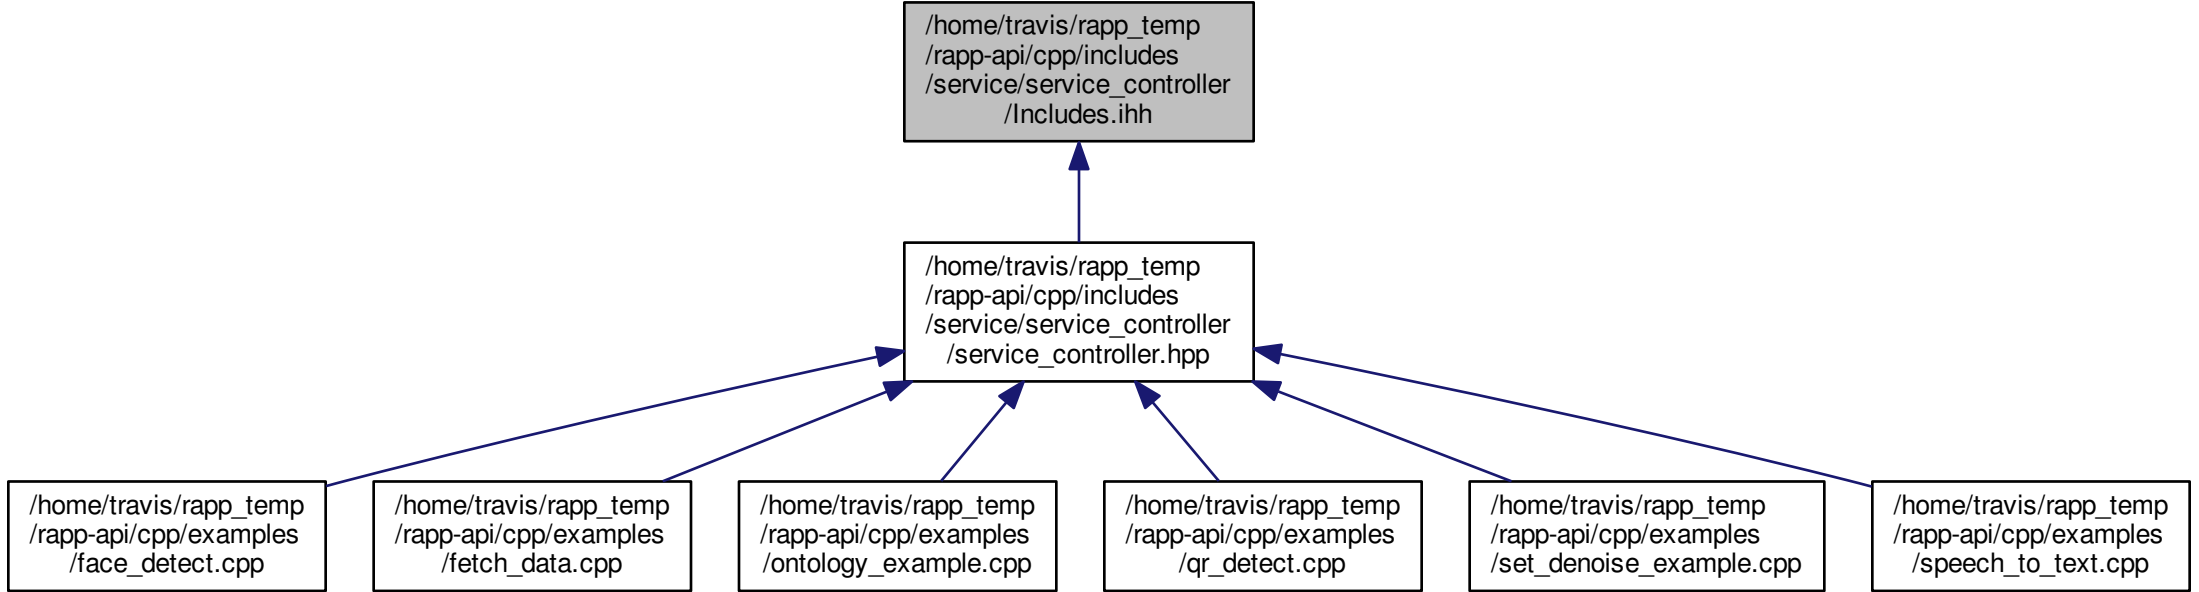 /home/travis/rapp_temp
/rapp-api/cpp/includes
/service/service_controller
/Includes.ihh
/home/travis/rapp_temp
/rapp-api/cpp/includes
/service/service_controller
/service_controller.hpp
/home/travis/rapp_temp
/rapp-api/cpp/examples
/face_detect.cpp
/home/travis/rapp_temp
/rapp-api/cpp/examples
/fetch_data.cpp
/home/travis/rapp_temp
/rapp-api/cpp/examples
/ontology_example.cpp
/home/travis/rapp_temp
/rapp-api/cpp/examples
/qr_detect.cpp
/home/travis/rapp_temp
/rapp-api/cpp/examples
/set_denoise_example.cpp
/home/travis/rapp_temp
/rapp-api/cpp/examples
/speech_to_text.cpp